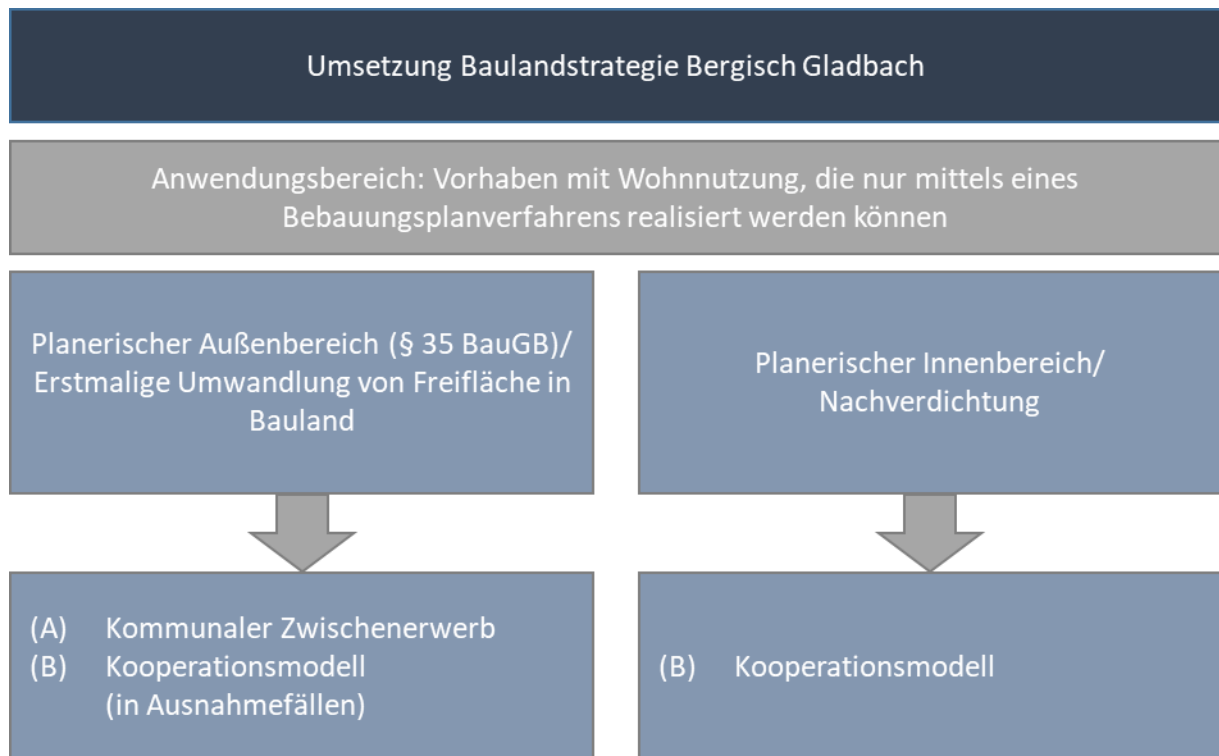 Umsetzung Baulandstrategie Bergisch Gladbach
Anwendungsbereich: Vorhaben mit Wohnnutzung, die nur mittels eines
Bebauungsplanverfahrens realisiert werden können
Planerischer Außenbereich (§ 35 BauGB)/
Erstmalige Umwandlung von Freifläche in
Bauland
Planerischer Innenbereich/
Nachverdichtung
(A) Kommunaler Zwischenerwerb
(B) Kooperationsmodell
(in Ausnahmefällen)
(B) Kooperationsmodell